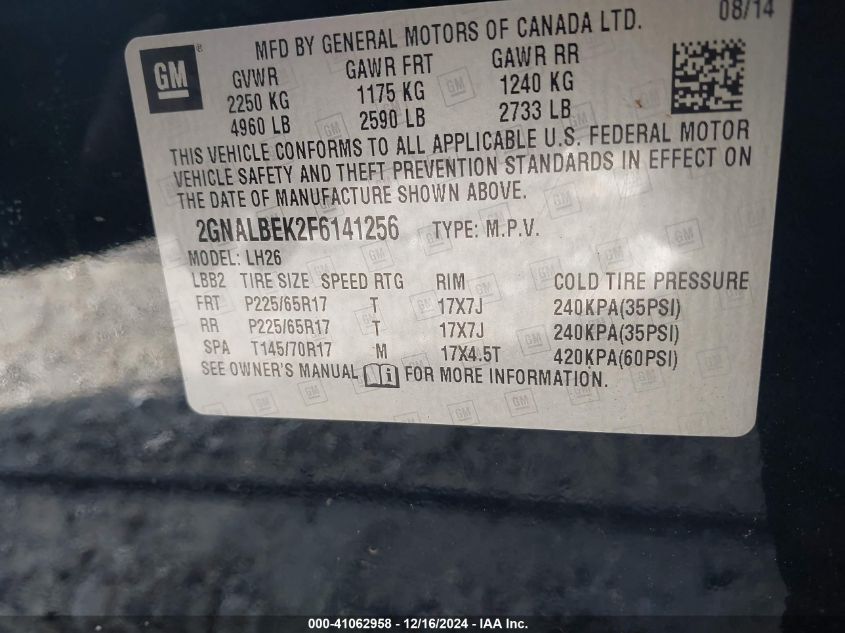 08/14
MFD BY GENERAL MOTORS OF CANADA LTD.
GM ®
GVWR GAWR FRT GAWR RR
2250 KG 1175 KG 1240 KG
4960 LB 2590 LB 2733 LB
THIS VEHICLE CONFORMS TO ALL APPLICABLE U.S. FEDERAL MOTOR
VEHICLE SAFETY AND THEFT PREVENTION STANDARDS IN EFFECT ON
THE DATE OF MANUFACTURE SHOWN ABOVE.
2GNALBEK2F6141256 TYPE: M.P.V.
MODEL: LH26
LBB2 TIRE SIZE SPEED RTG RIM COLD TIRE PRESSURE
FRT P225/65R17 T 17X7J 240KPA(35PSI)
RR P225/65R17 T 17X7J 240KPA(35PSI)
SPA T145/70R17 M 17X4.5T 420KPA(60PSI)
SEE OWNER'S MANUAL i FOR MORE INFORMATION.
000-41062958 - 12/16/2024 - IAA Inc.